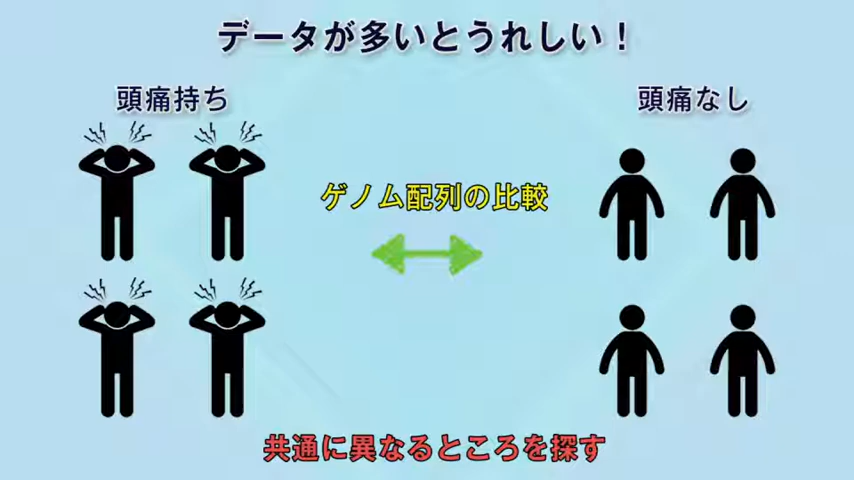 データが多いとうれしい！
頭痛持ち
頭痛なし
ゲノム配列の比較
共通に異なるところを探す